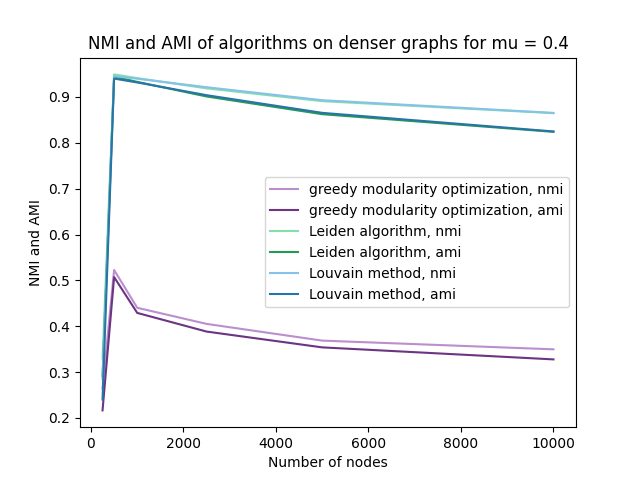 NMI and AMI of algorithms on denser graphs for mu = 0.4
NMI and AMI
0.9
0.8
0.7
0.6
0.5
0.4
0.3
0.2
greedy modularity optimization, nmi
greedy modularity optimization, ami
Leiden algorithm, nmi
Leiden algorithm, ami
Louvain method, nmi
Louvain method, ami
0 2000 4000 6000 8000 10000
Number of nodes